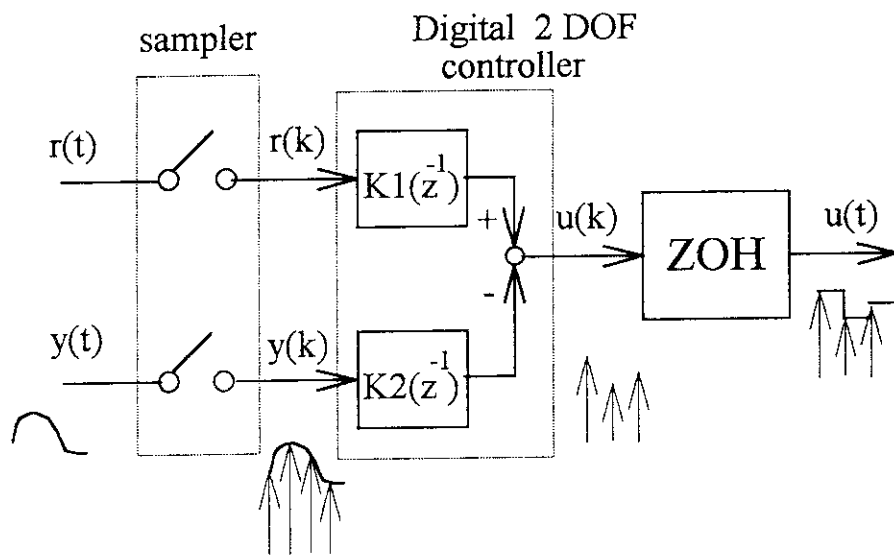 sampler
Digital 2 DOF
controller
r(t)
r(k)
K1(z^-1)
+
u(k)
ZOH
u(t)
-
y(t)
y(k)
K2(z^-1)